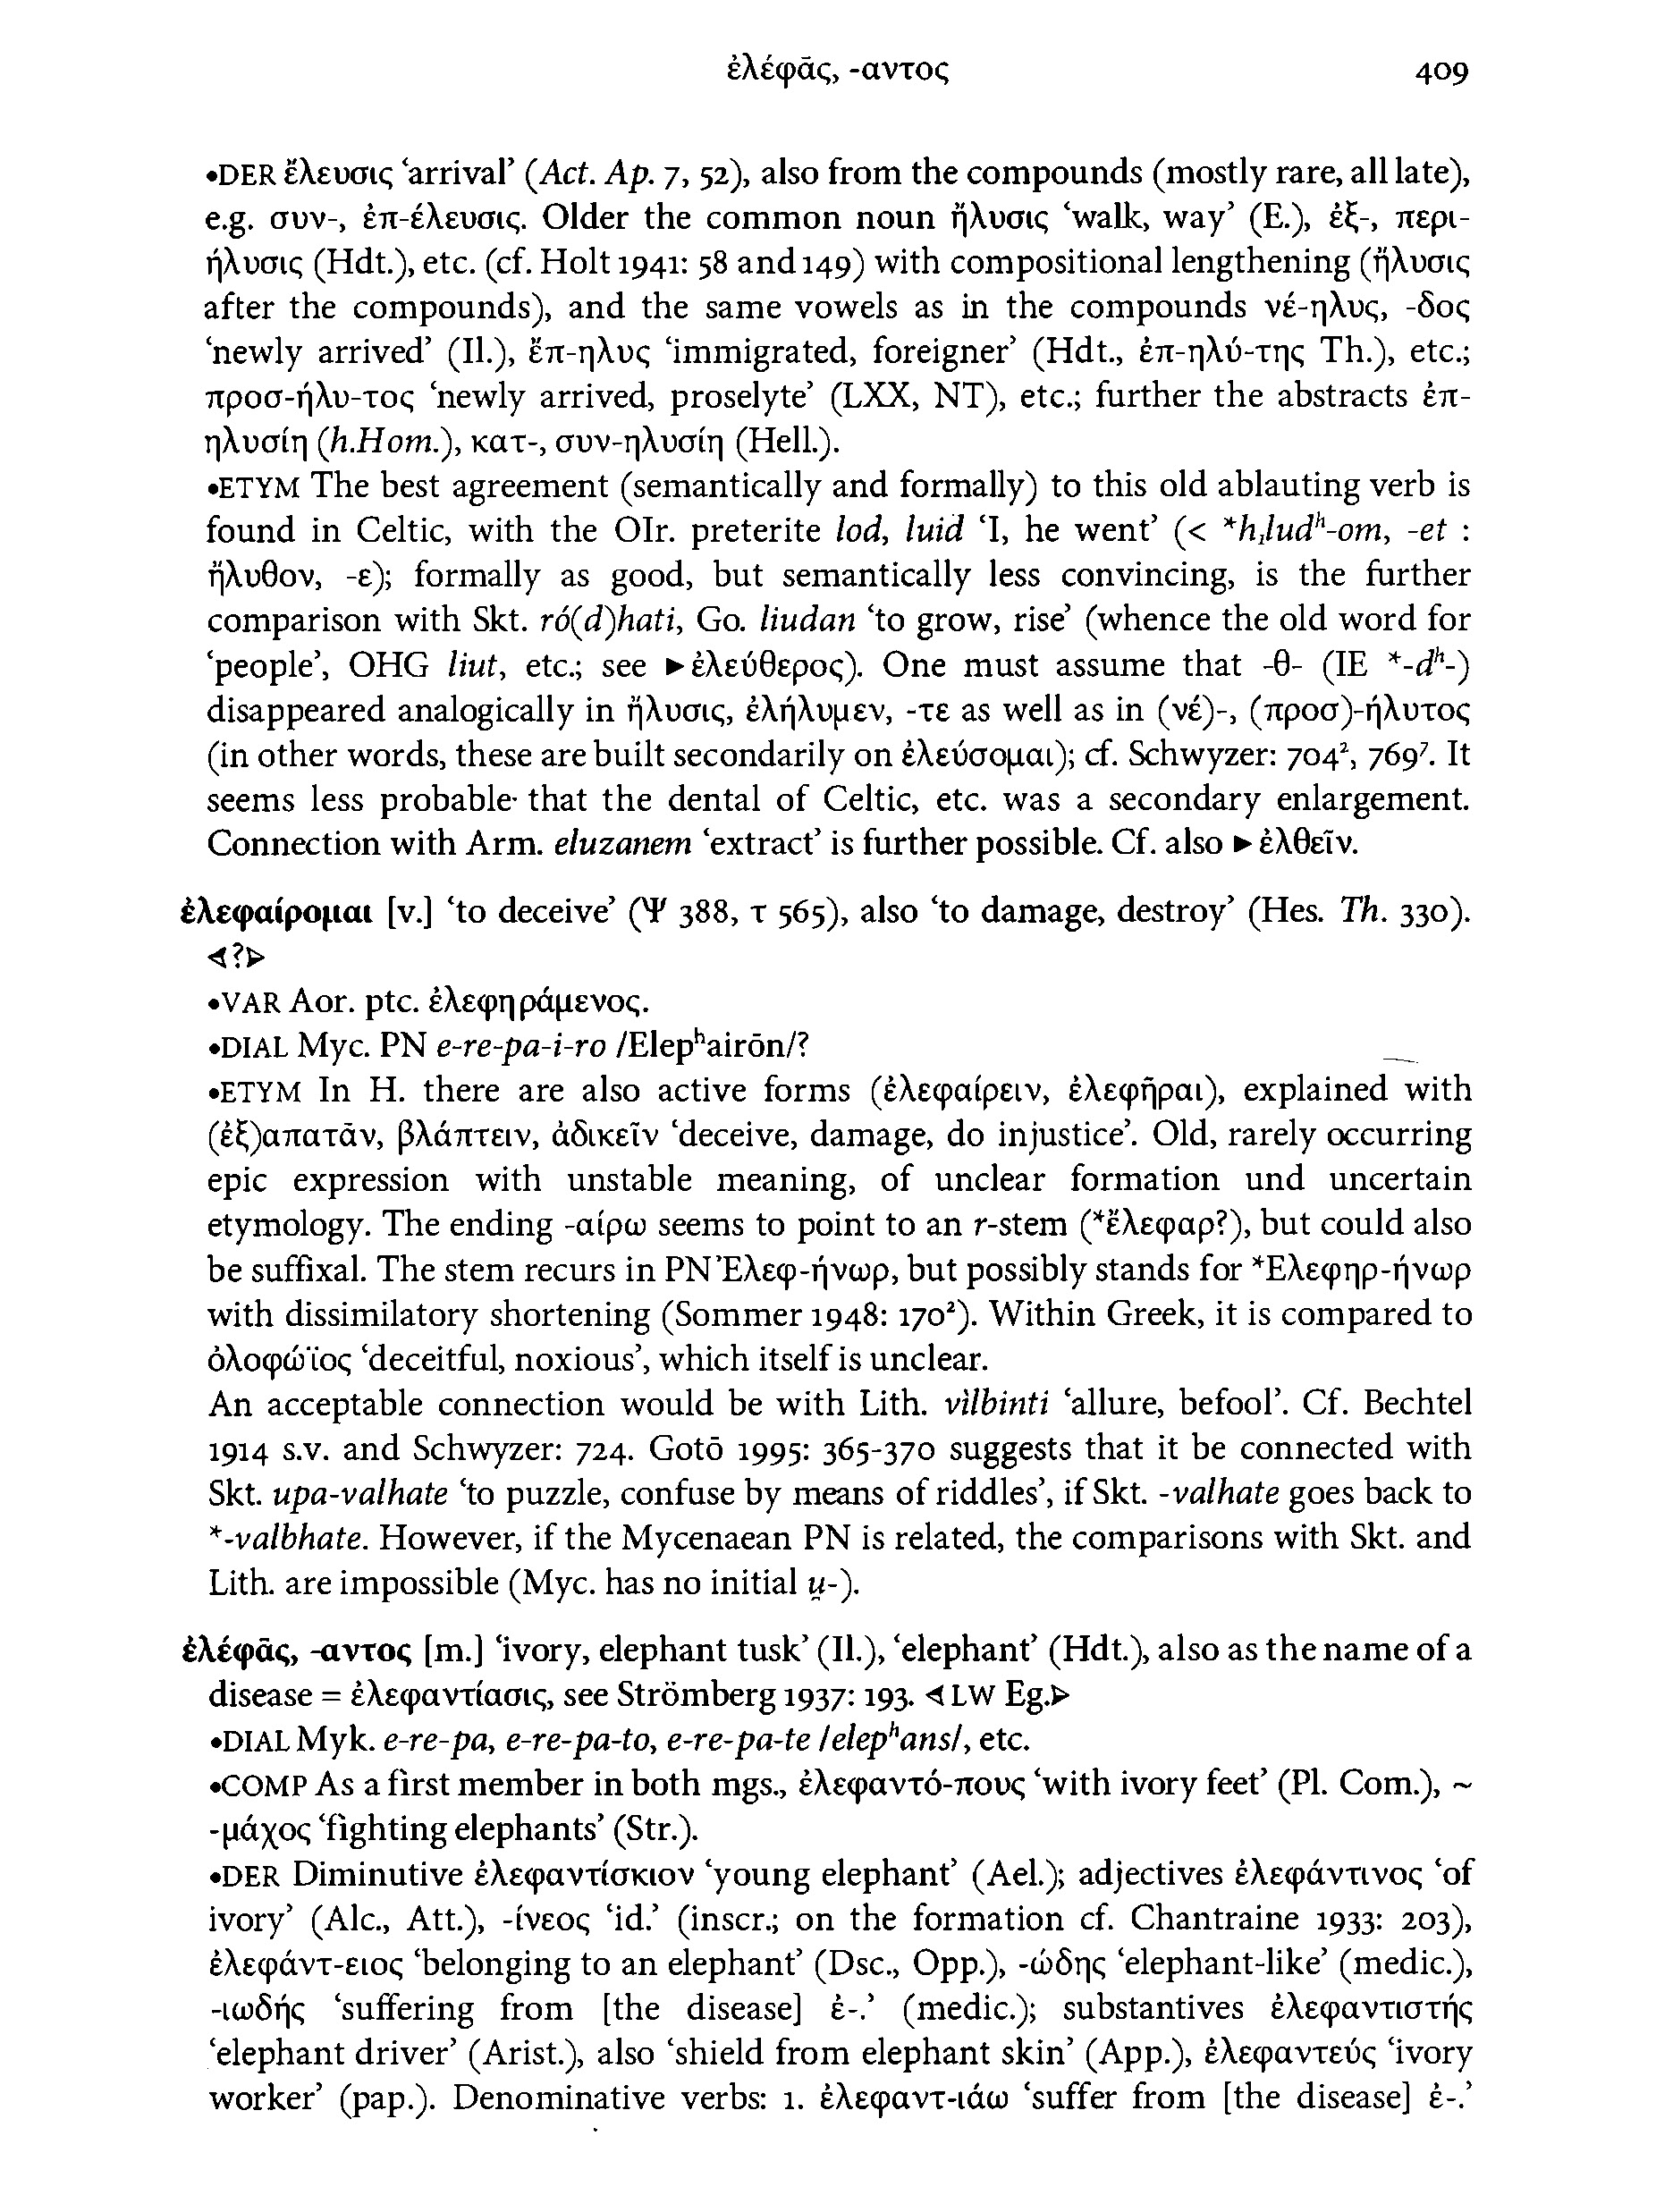 ἐλέφᾱς, -αντος 409
•DER ἔλευσις ‘arrival’ (Act. Ap. 7, 52), also from the compounds (mostly rare, all late),
e.g. συν-, ἐπ-έλευσις. Older the common noun ἤλυσις ‘walk, way’ (E.), ἐξ-, περι-
ήλυσις (Hdt.), etc. (cf. Holt 1941: 58 and 149) with compositional lengthening (ἤλυσις
after the compounds), and the same vowels as in the compounds νέ-ηλυς, -δος
‘newly arrived’ (Il.), ἔπ-ηλυς ‘immigrated, foreigner’ (Hdt., ἐπ-ηλύ-της Th.), etc.;
προσ-ήλυ-τος ‘newly arrived, proselyte’ (LXX, NT), etc.; further the abstracts ἐπ-
ηλυσίη (h.Hom.), κατ-, συν-ηλυσίη (Hell.).
•ETYM The best agreement (semantically and formally) to this old ablauting verb is
found in Celtic, with the OIr. preterite lod, luid ‘I, he went’ (< *h₁ludʰ-om, -et :
ἤλυθον, -ε); formally as good, but semantically less convincing, is the further
comparison with Skt. ró(d)hati, Go. liudan ‘to grow, rise’ (whence the old word for
‘people’, OHG liut, etc.; see ►ἐλεύθερος). One must assume that -θ- (IE *-dʰ-)
disappeared analogically in ἤλυσις, ἐλήλυμεν, -τε as well as in (νέ)-, (προσ)-ήλυτος
(in other words, these are built secondarily on ἐλεύσομαι); cf. Schwyzer: 704², 769⁷. It
seems less probable that the dental of Celtic, etc. was a secondary enlargement.
Connection with Arm. eluzanem ‘extract’ is further possible. Cf. also ►ἐλθεῖν.
ἐλεφαίρομαι [v.] ‘to deceive’ (Ψ 388, τ 565), also ‘to damage, destroy’ (Hes. Th. 330).
◄?►
•VAR Aor. ptc. ἐλεφηράμενος.
•DIAL Myc. PN e-re-pa-i-ro /Elepʰairōn/?
•ETYM In H. there are also active forms (ἐλεφαίρειν, ἐλεφῆραι), explained with
(ἐξ)απατᾶν, βλάπτειν, ἀδικεῖν ‘deceive, damage, do injustice’. Old, rarely occurring
epic expression with unstable meaning, of unclear formation und uncertain
etymology. The ending -αίρω seems to point to an r-stem (*ἔλεφαρ?), but could also
be suffixal. The stem recurs in PN Ἐλεφ-ήνωρ, but possibly stands for *Ἐλεφηρ-ήνωρ
with dissimilatory shortening (Sommer 1948: 170²). Within Greek, it is compared to
ὀλοφώϊος ‘deceitful, noxious’, which itself is unclear.
An acceptable connection would be with Lith. vìlbinti ‘allure, befool’. Cf. Bechtel
1914 s.v. and Schwyzer: 724. Gotō 1995: 365-370 suggests that it be connected with
Skt. upa-valhate ‘to puzzle, confuse by means of riddles’, if Skt. -valhate goes back to
*-valbhate. However, if the Mycenaean PN is related, the comparisons with Skt. and
Lith. are impossible (Myc. has no initial u̯-).
ἐλέφᾱς, -αντος [m.] ‘ivory, elephant tusk’ (Il.), ‘elephant’ (Hdt.), also as the name of a
disease = ἐλεφαντίασις, see Strömberg 1937: 193. ◄LW Eg.►
•DIAL Myk. e-re-pa, e-re-pa-to, e-re-pa-te /elepʰans/, etc.
•COMP As a first member in both mgs., ἐλεφαντό-πους ‘with ivory feet’ (Pl. Com.), ~
-μάχος ‘fighting elephants’ (Str.).
•DER Diminutive ἐλεφαντίσκιον ‘young elephant’ (Ael.); adjectives ἐλεφάντινος ‘of
ivory’ (Alc., Att.), -ίνεος ‘id.’ (inscr.; on the formation cf. Chantraine 1933: 203),
ἐλεφάντ-ειος ‘belonging to an elephant’ (Dsc., Opp.), -ώδης ‘elephant-like’ (medic.),
-ιωδής ‘suffering from [the disease] ἐ-.’ (medic.); substantives ἐλεφαντιστής
‘elephant driver’ (Arist.), also ‘shield from elephant skin’ (App.), ἐλεφαντεύς ‘ivory
worker’ (pap.). Denominative verbs: 1. ἐλεφαντ-ιάω ‘suffer from [the disease] ἐ-.’